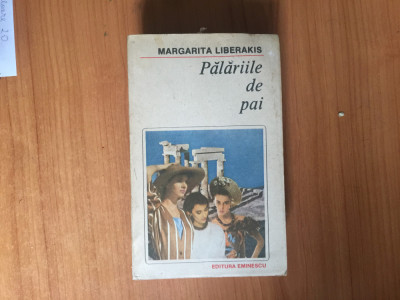 MARGARITA LIBERAKIS
Pălăriile
de
pai
EDITURA EMINESCU